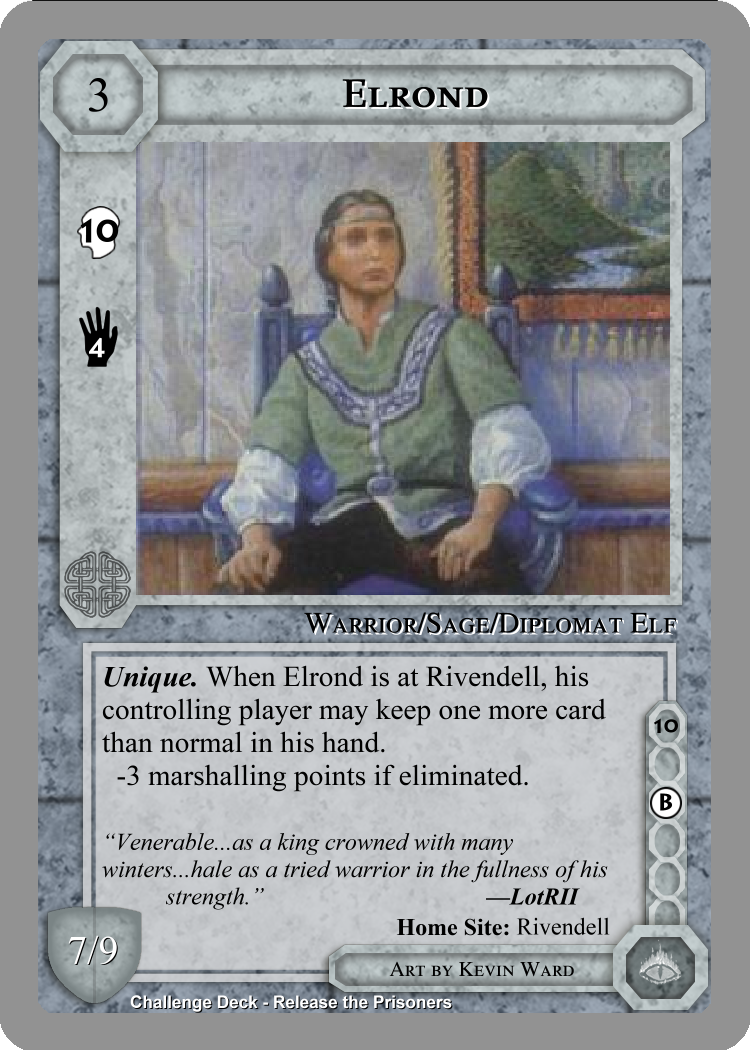 3
Elrond
10
4
Warrior/Sage/Diplomat Elf
Unique. When Elrond is at Rivendell, his
controlling player may keep one more card
than normal in his hand.
-3 marshalling points if eliminated.
10
B
“Venerable...as a king crowned with many
winters...hale as a tried warrior in the fullness of his
strength.” —LotRII
Home Site: Rivendell
7/9
Art by Kevin Ward
Challenge Deck - Release the Prisoners